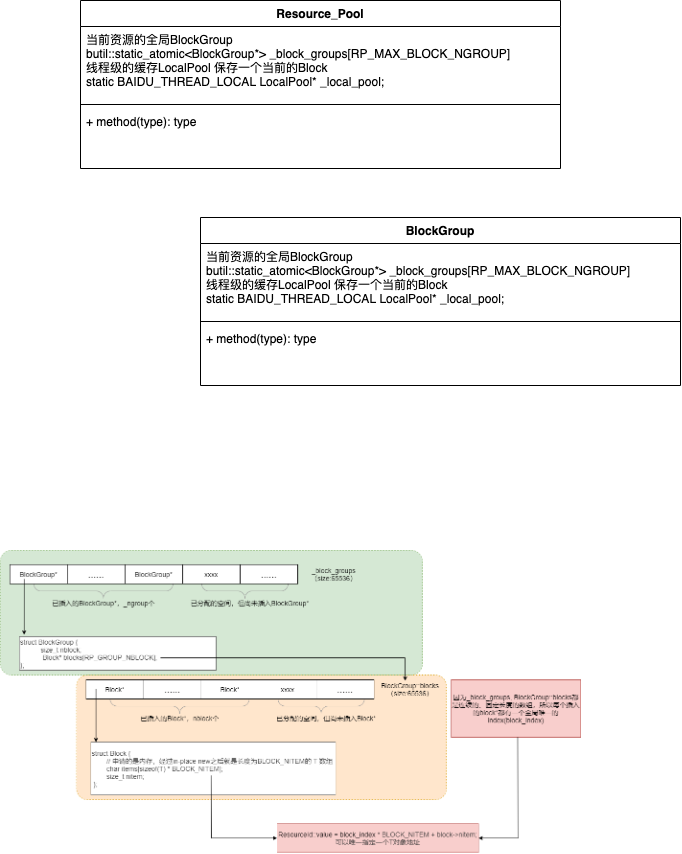 Resource_Pool
当前资源的全局BlockGroup
butil::static_atomic<BlockGroup*> _block_groups[RP_MAX_BLOCK_NGROUP]
线程级的缓存LocalPool 保存一个当前的Block
static BAIDU_THREAD_LOCAL LocalPool* _local_pool;
+ method(type): type
BlockGroup
当前资源的全局BlockGroup
butil::static_atomic<BlockGroup*> _block_groups[RP_MAX_BLOCK_NGROUP]
线程级的缓存LocalPool 保存一个当前的Block
static BAIDU_THREAD_LOCAL LocalPool* _local_pool;
+ method(type): type
BlockGroup* ...... BlockGroup* xxxx ......
_block_groups
(size:65536)
已插入的BlockGroup*, _ngroup个 已分配的空间, 但尚未插入BlockGroup*
struct BlockGroup {
size_t nblock;
Block* blocks[RP_GROUP_NBLOCK];
};
Block* ...... Block* xxxx ......
BlockGroup::blocks
(size:65536)
已插入的Block*, nblock个 已分配的空间, 但尚未插入Block*
因为_block_groups, BlockGroup::blocks都
固定长度的数组, 所以每个插入
的block都有一个全局唯一的
index(block_index)
struct Block {
// 申请的是内存, 经过in-place new之后就是长度为BLOCK_NITEM的 T 数组
char items[sizeof(T) * BLOCK_NITEM];
size_t nitem;
};
ResourceId::value = block_index * BLOCK_NITEM + block->nitem;
可以唯一指定一个T对象地址